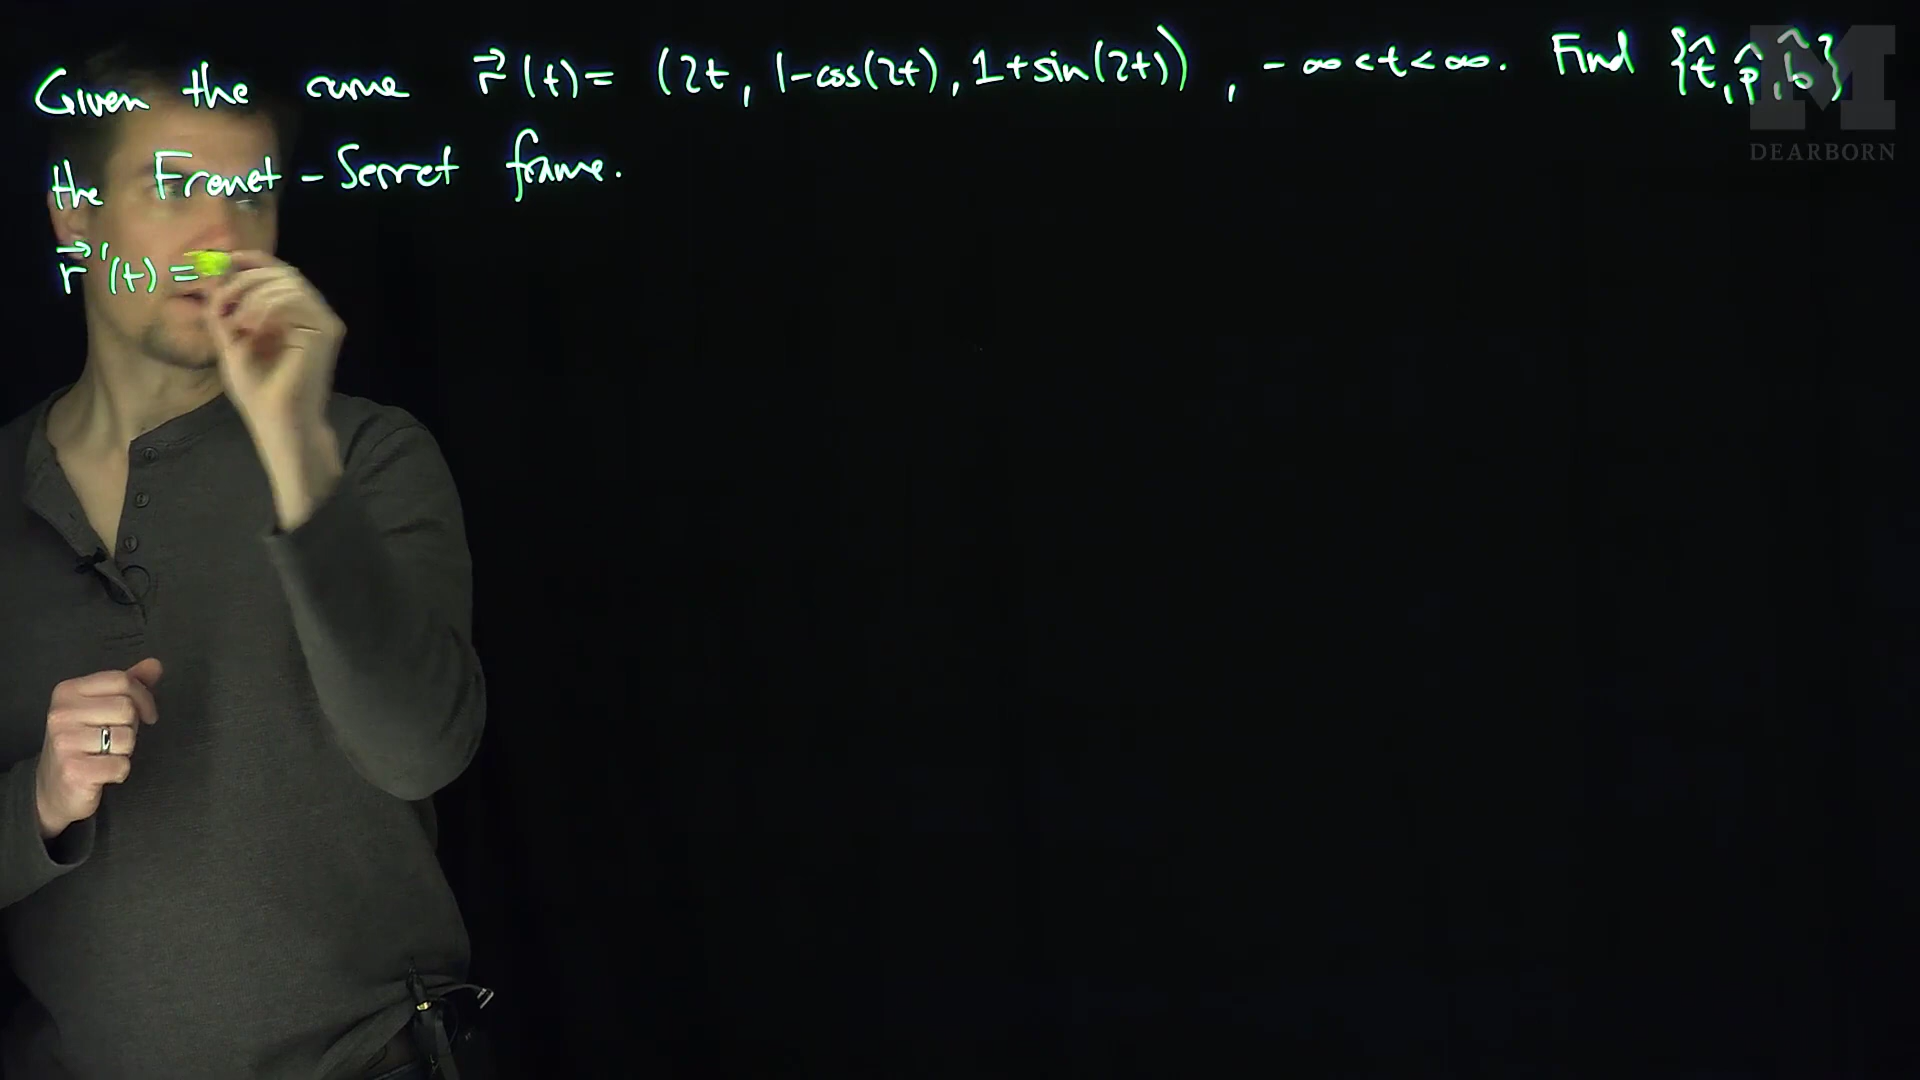 Given the curve r⃗(t) = (2t, 1-cos(2t), 1+sin(2t)), -∞<t<∞. Find {t̂, p̂, b̂}
M
DEARBORN
the Frenet-Serret frame.
r⃗'(t) =